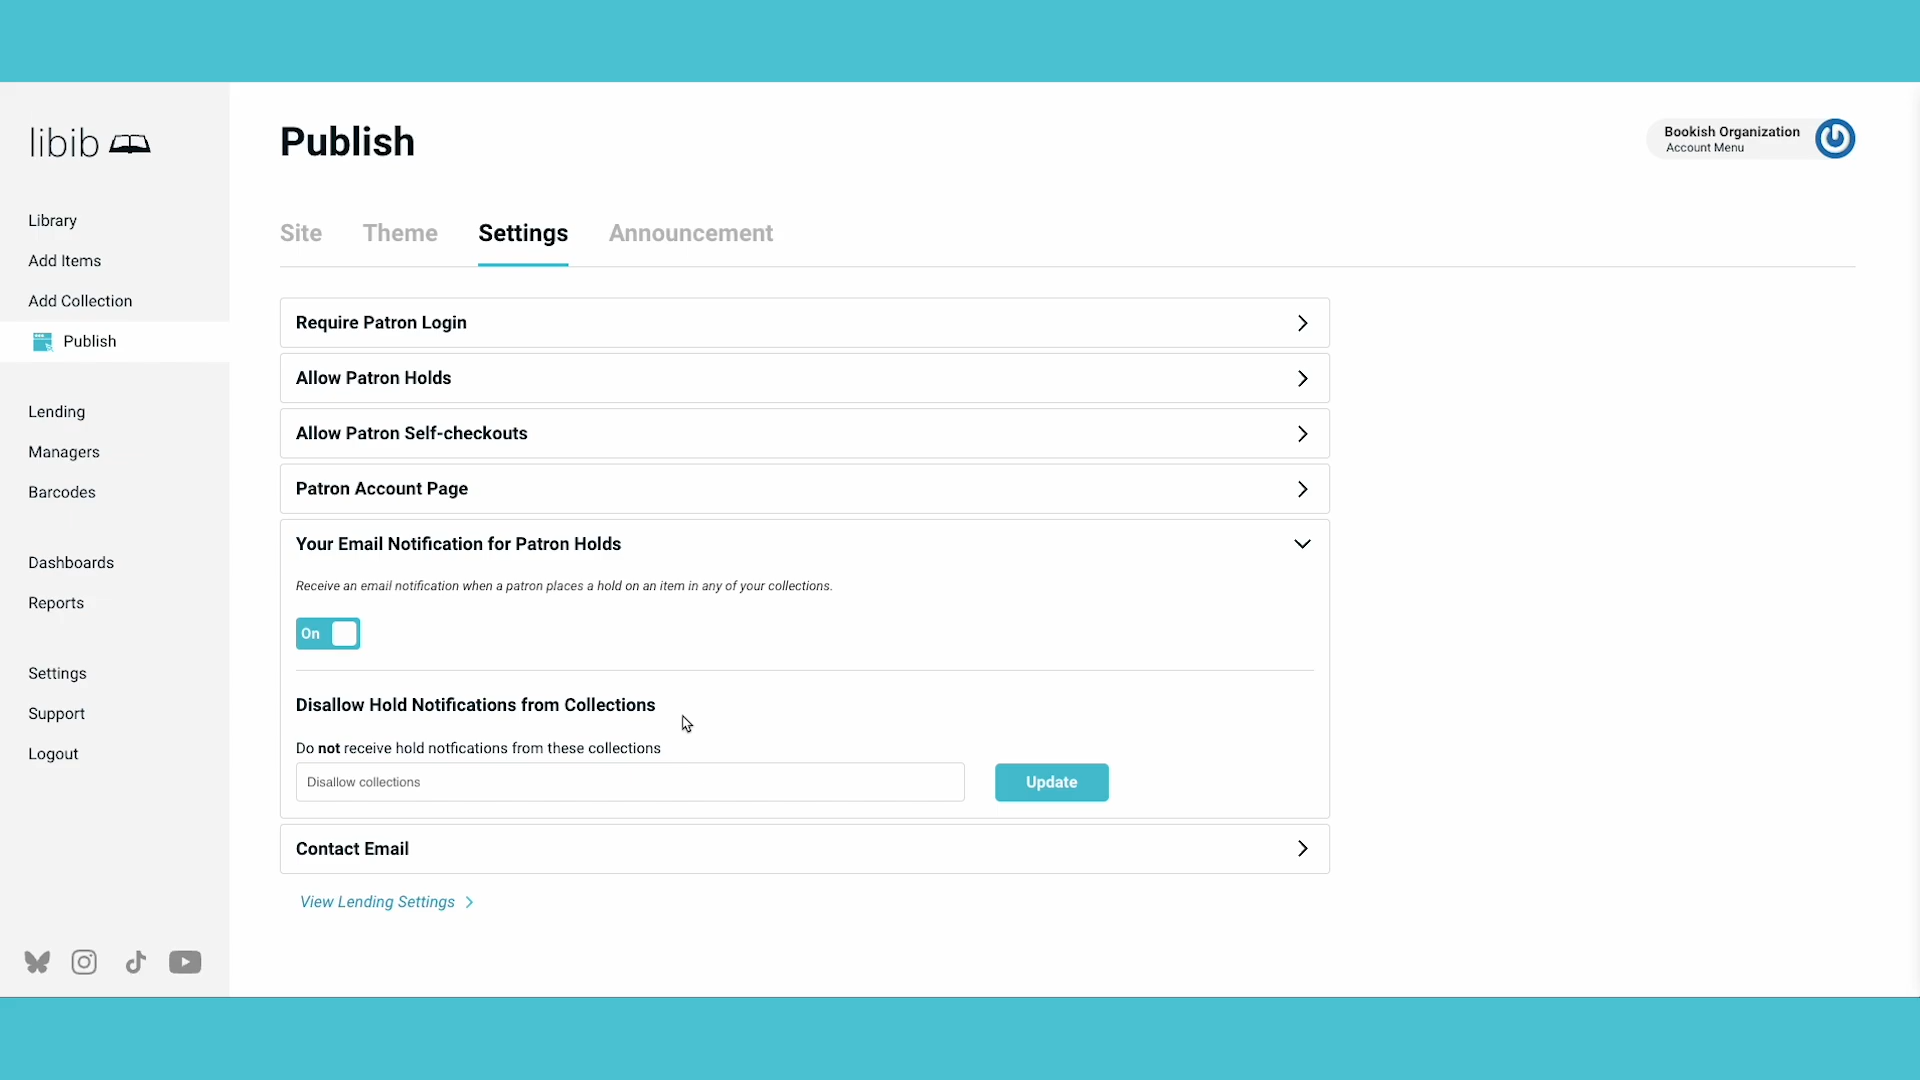 libib
Publish
Bookish Organization
Account Menu
Library
Add Items
Add Collection
Publish
Lending
Managers
Barcodes
Dashboards
Reports
Settings
Support
Logout
Site
Theme
Settings
Announcement
Require Patron Login
Allow Patron Holds
Allow Patron Self-checkouts
Patron Account Page
Your Email Notification for Patron Holds
Receive an email notification when a patron places a hold on an item in any of your collections.
On
Disallow Hold Notifications from Collections
Do not receive hold notfications from these collections
Disallow collections
Update
Contact Email
View Lending Settings